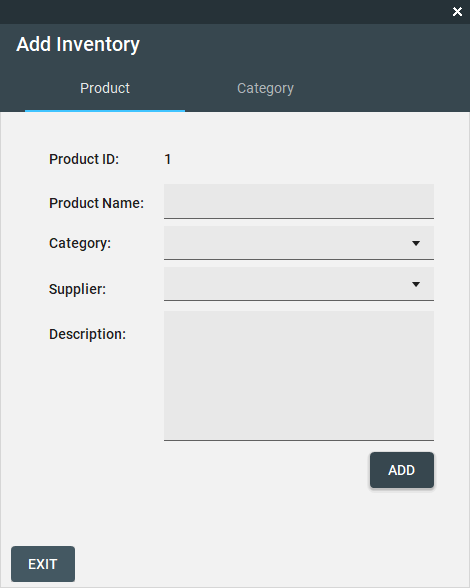 Add Inventory
Product Category
Product ID: 1
Product Name:
Category:
Supplier:
Description:
ADD
EXIT